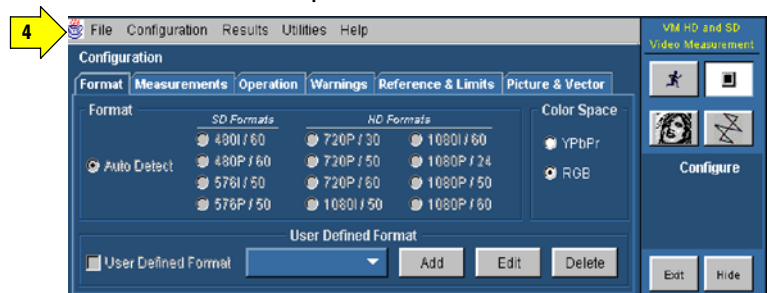 4
File Configuration Results Utilities Help
VM HD and SD
Video Measurement
Configuration
Format Measurements Operation Warnings Reference & Limits Picture & Vector
Format
SD Formats HD Formats
Color Space
480I / 60 720P / 30 1080I / 60
YPbPr
Auto Detect 480P / 60 720P / 50 1080P / 24
576I / 50 720P / 60 1080P / 50
RGB
576P / 50 1080I / 50 1080P / 60
Configure
User Defined Format
User Defined Format Add Edit Delete
Exit Hide